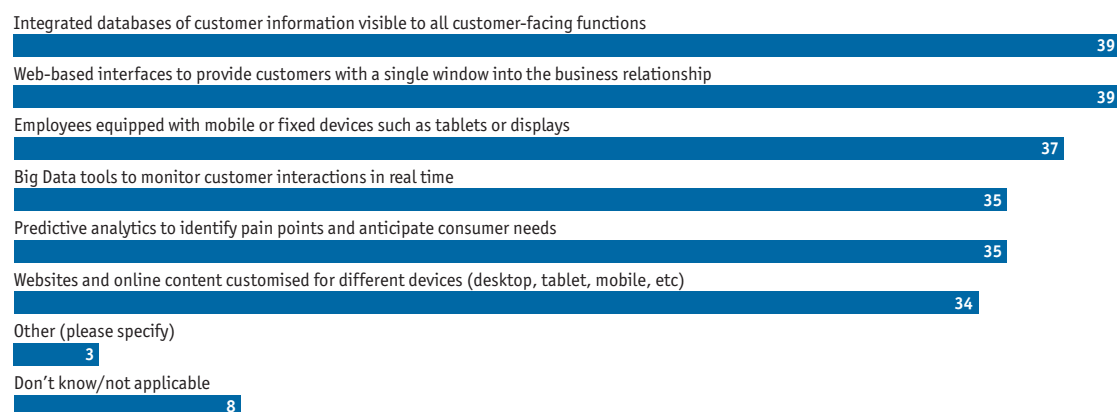 Integrated databases of customer information visible to all customer-facing functions
39
Web-based interfaces to provide customers with a single window into the business relationship
39
Employees equipped with mobile or fixed devices such as tablets or displays
37
Big Data tools to monitor customer interactions in real time
35
Predictive analytics to identify pain points and anticipate consumer needs
35
Websites and online content customised for different devices (desktop, tablet, mobile, etc)
34
Other (please specify)
3
Don’t know/not applicable
8